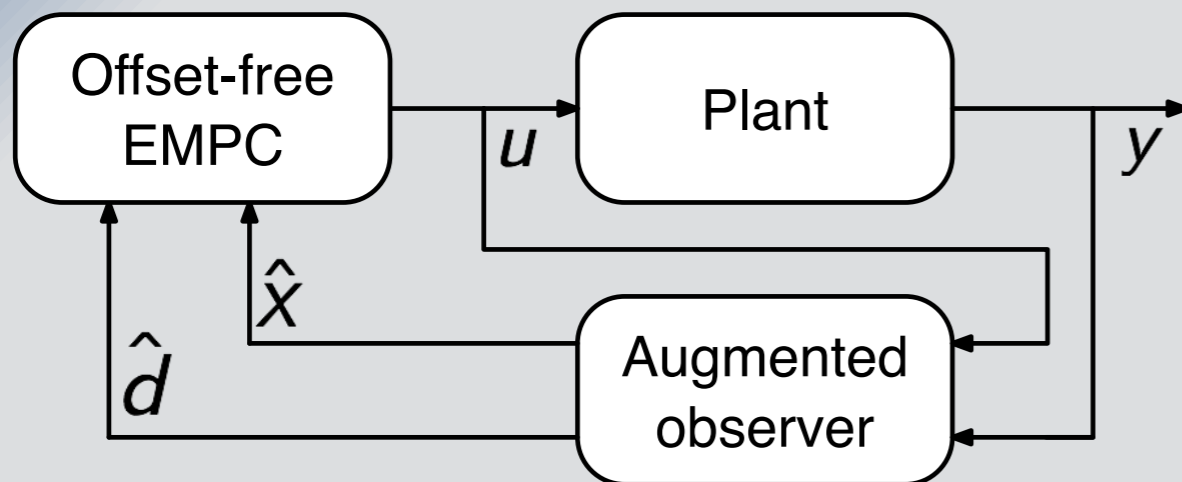 Offset-free
EMPC
Plant
u
y
x̂
d̂
Augmented
observer